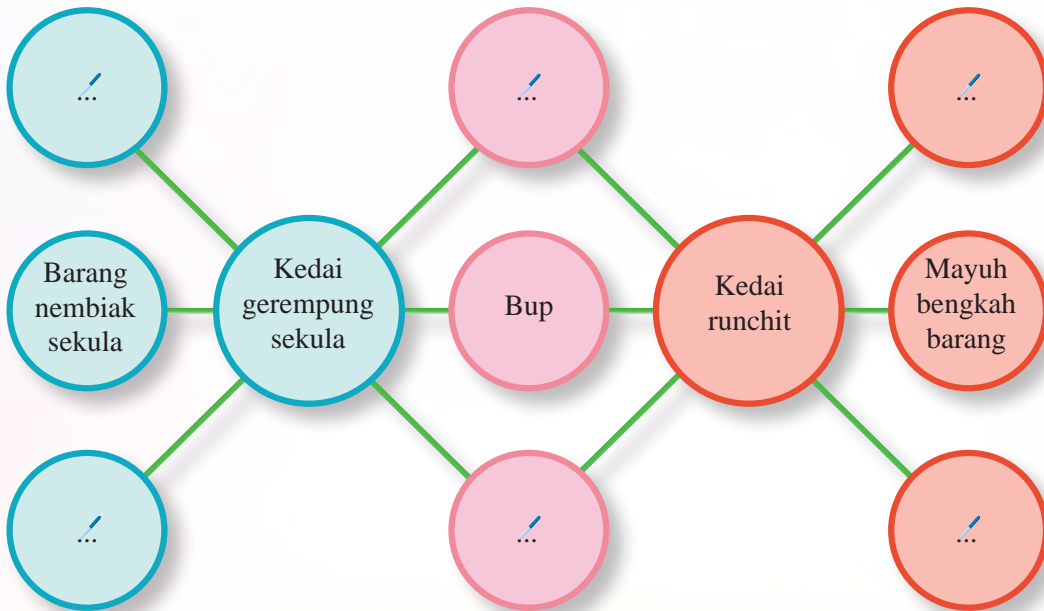 ...
...
...
Barang
nembiak
sekula
Kedai
gerempung
sekula
Bup
Kedai
runchit
Mayuh
bengkah
barang
...
...
...